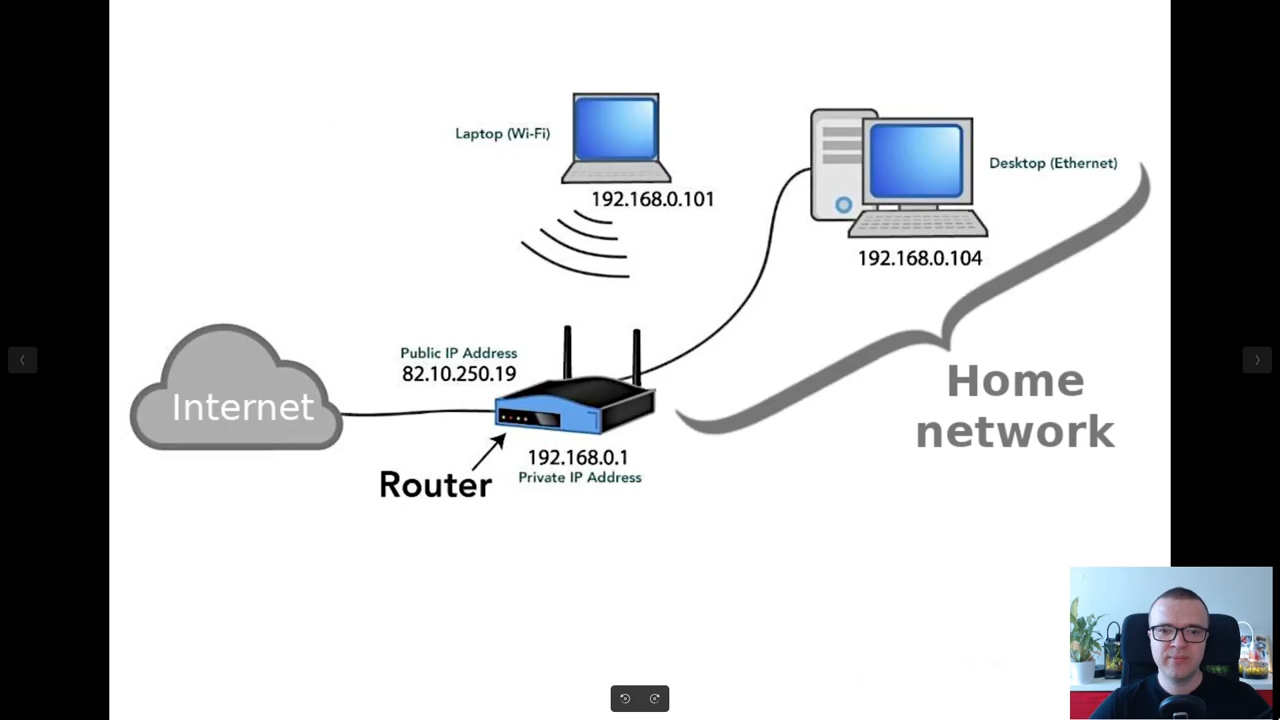 Laptop (Wi-Fi)
192.168.0.101
Desktop (Ethernet)
192.168.0.104
Public IP Address
82.10.250.19
Internet
Router
192.168.0.1
Private IP Address
Home
network